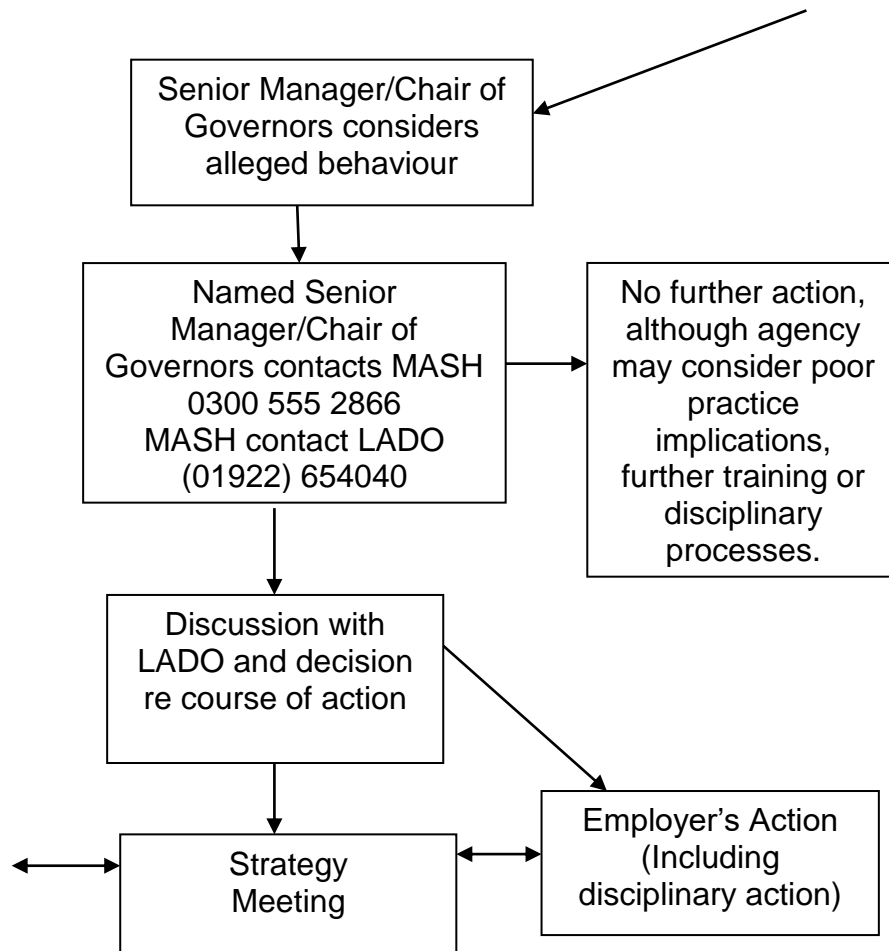 Senior Manager/Chair of
Governors considers
alleged behaviour
Named Senior
Manager/Chair of
Governors contacts MASH
0300 555 2866
MASH contact LADO
(01922) 654040
No further action,
although agency
may consider poor
practice
implications,
further training or
disciplinary
processes.
Discussion with
LADO and decision
re course of action
Strategy
Meeting
Employer’s Action
(Including
disciplinary action)